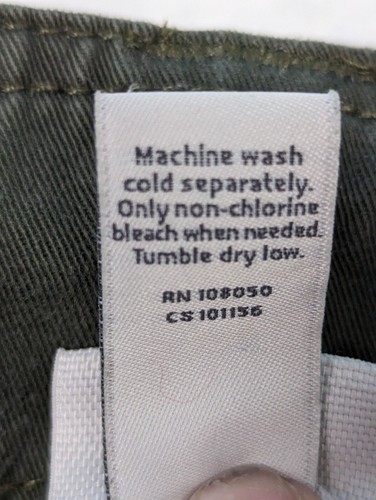 Machine wash
cold separately.
Only non-chlorine
bleach when needed.
Tumble dry low.
RN 108050
CS 101156